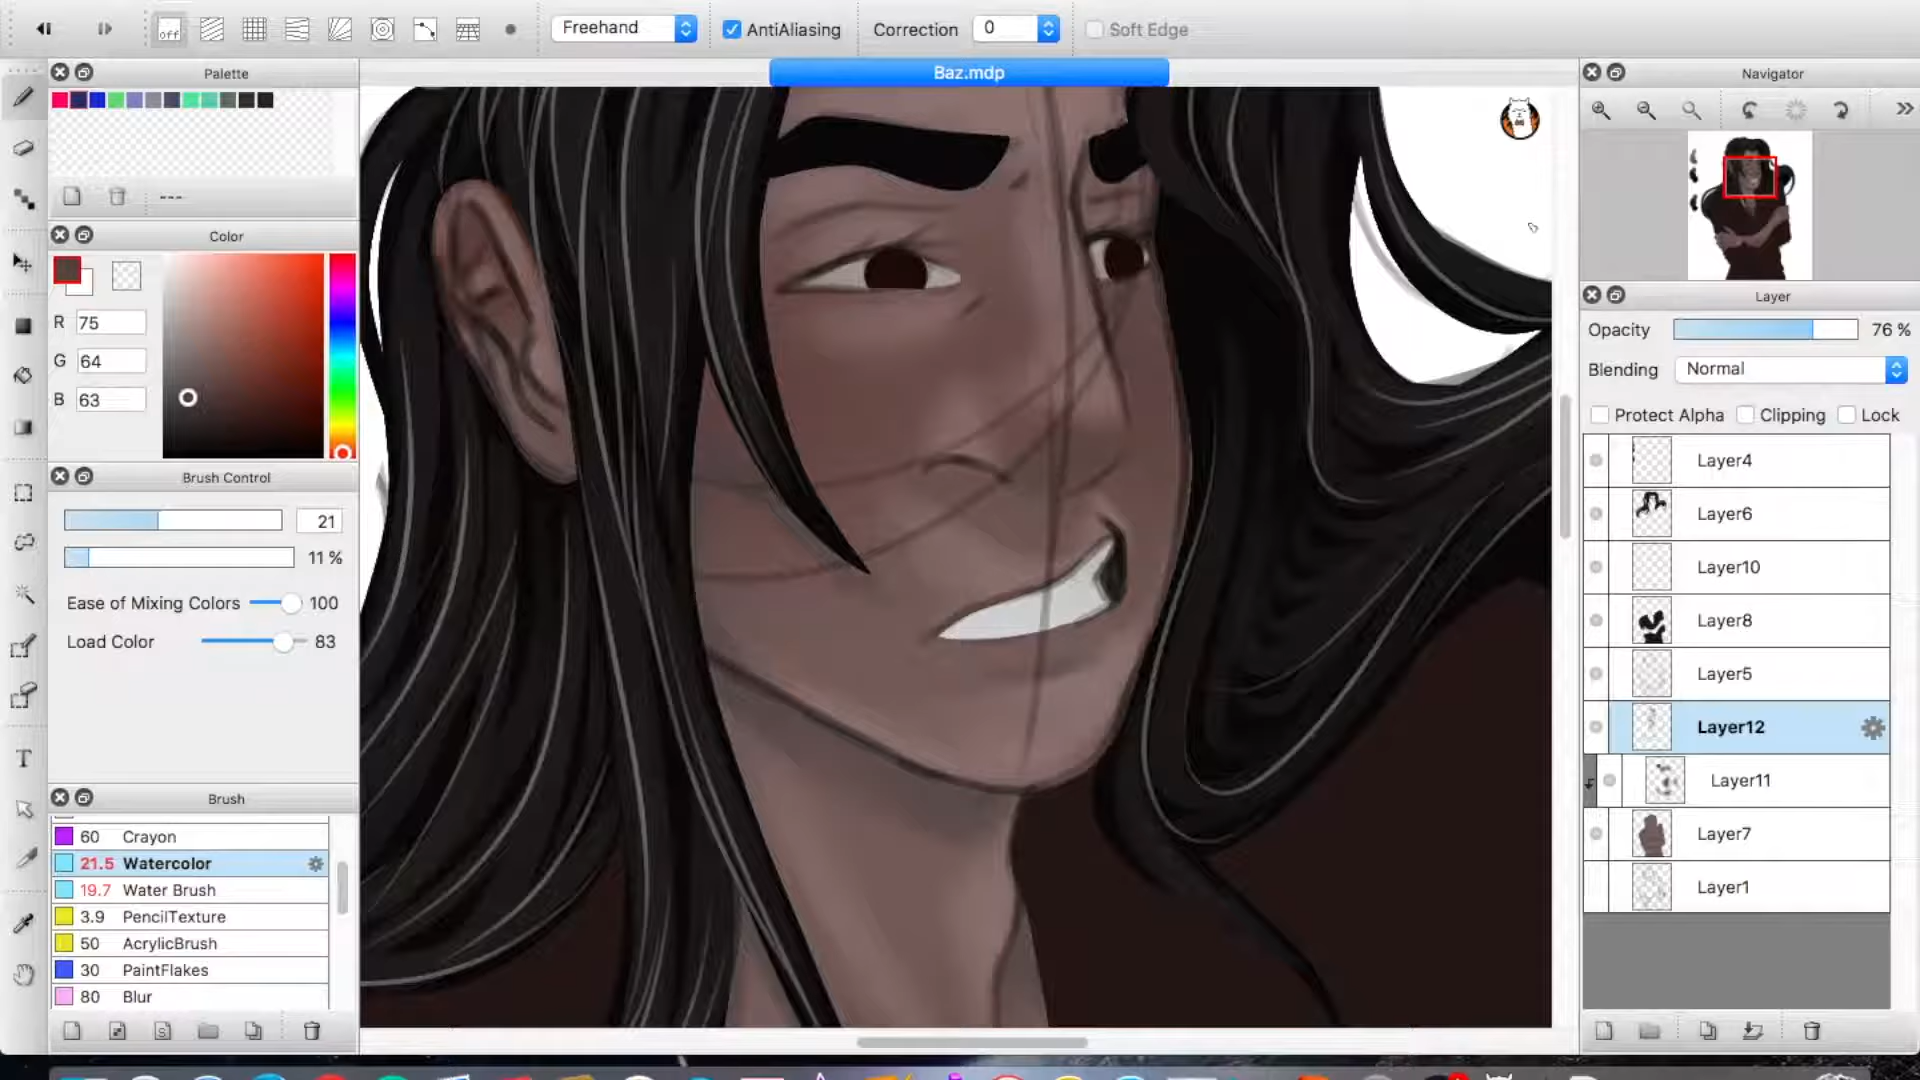 off
Freehand
AntiAliasing
Correction
0
Soft Edge
Palette
Baz.mdp
Navigator
---
Color
R 75
G 64
B 63
Layer
Opacity 76 %
Blending Normal
Protect Alpha Clipping Lock
Layer4
Layer6
Layer10
Layer8
Layer5
Layer12
Layer11
Layer7
Layer1
Brush Control
21
11 %
Ease of Mixing Colors 100
Load Color 83
T
Brush
60 Crayon
21.5 Watercolor
19.7 Water Brush
3.9 PencilTexture
50 AcrylicBrush
30 PaintFlakes
80 Blur
S